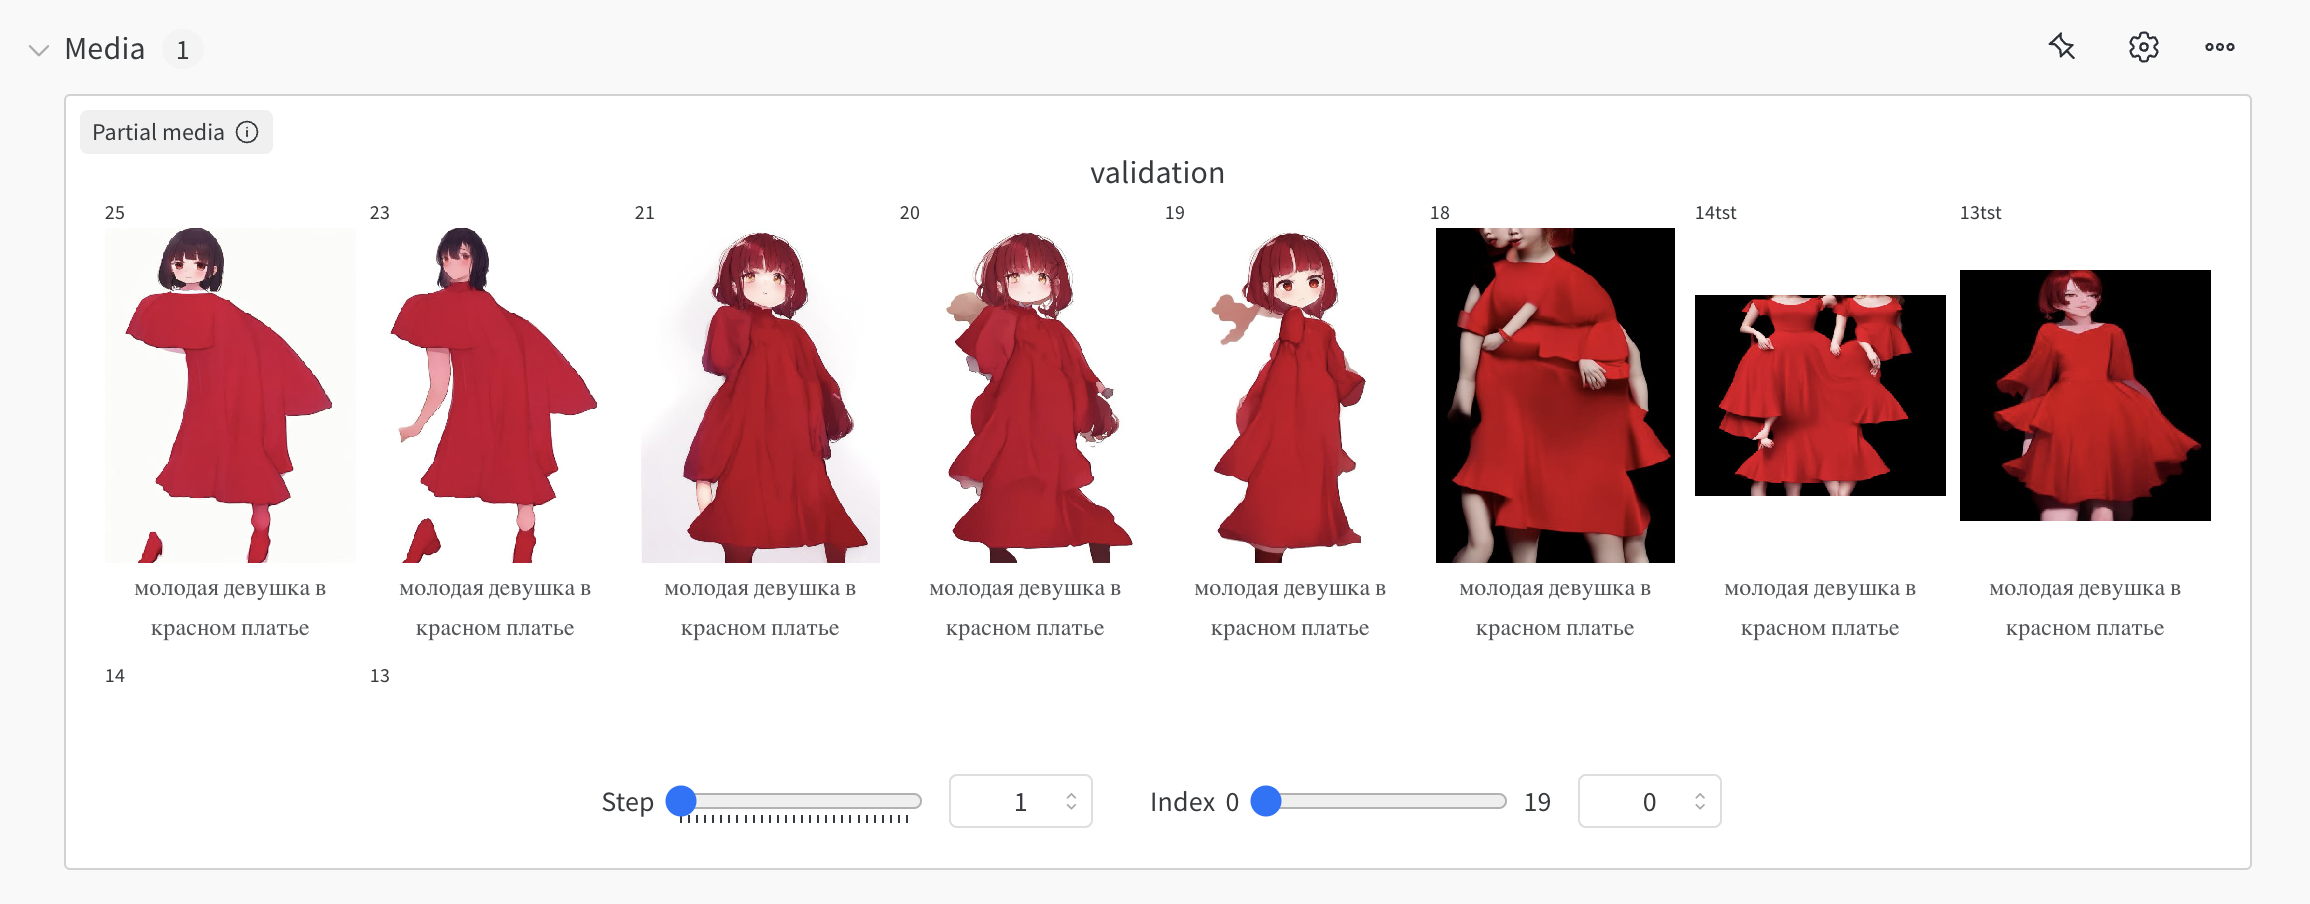 Media 1
Partial media
validation
25 23 21 20 19 18 14tst 13tst
молодая девушка в молодая девушка в молодая девушка в молодая девушка в молодая девушка в молодая девушка в молодая девушка в молодая девушка в
красном платье красном платье красном платье красном платье красном платье красном платье красном платье красном платье
14 13
Step 1 Index 0 19 0